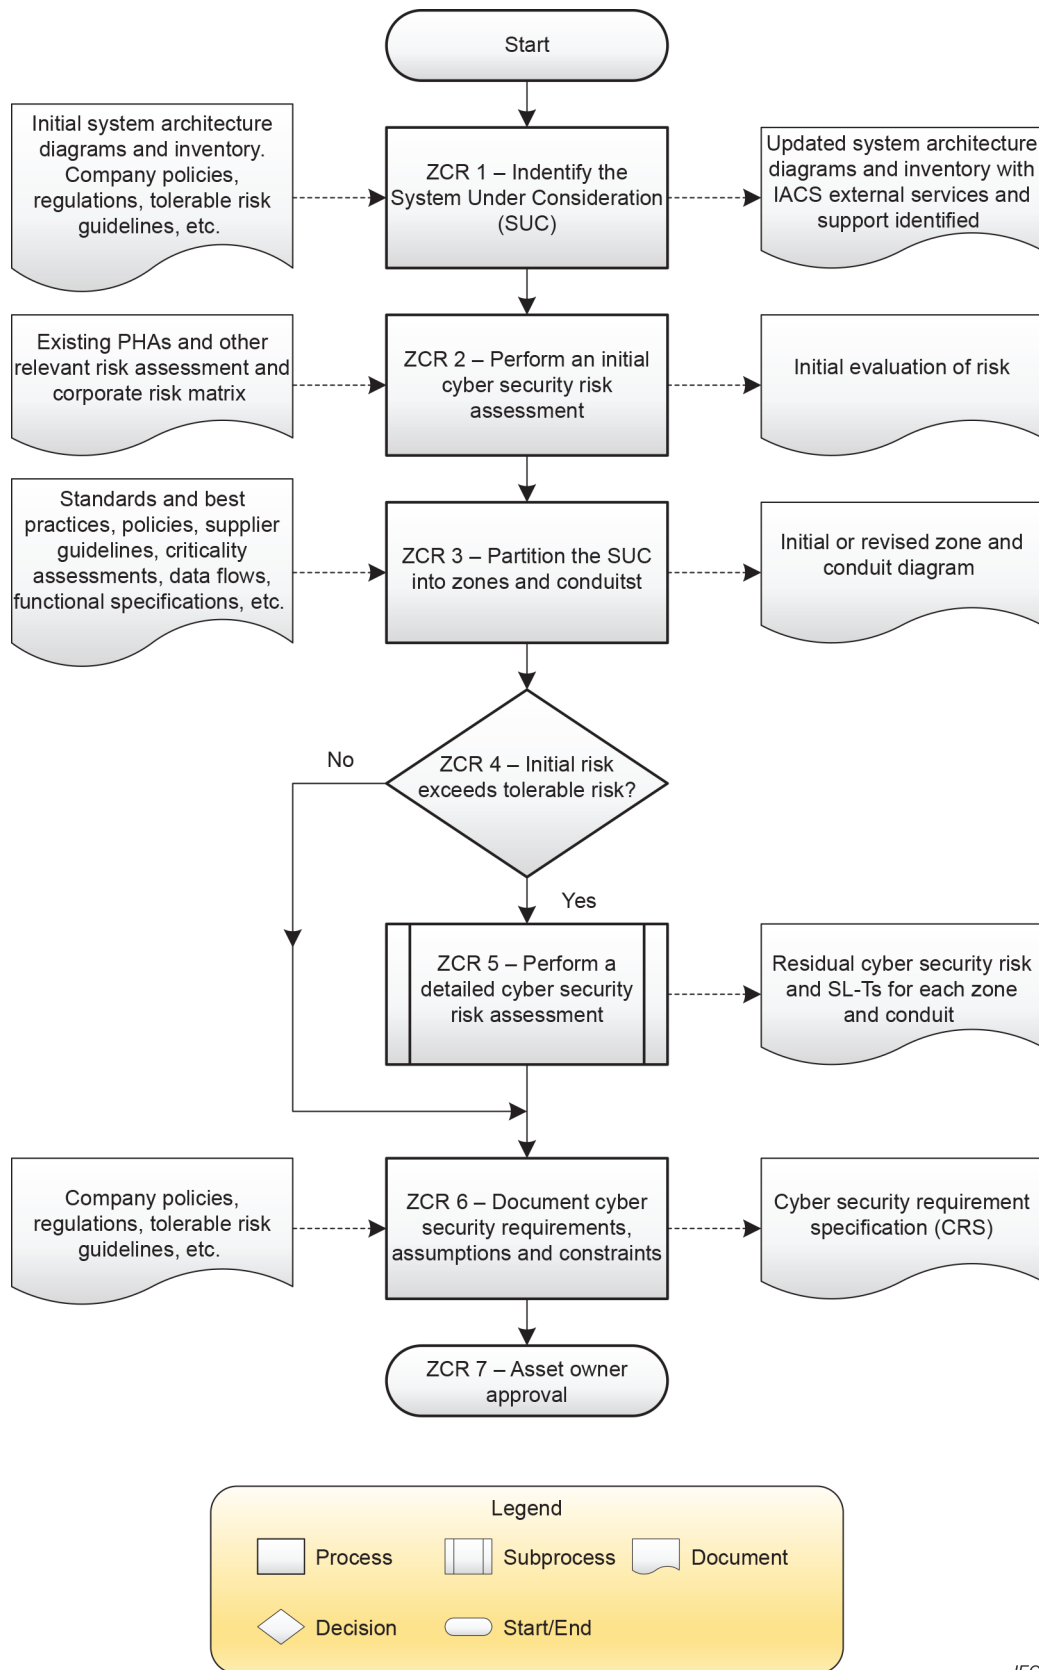 Start
Initial system architecture
diagrams and inventory.
Company policies,
regulations, tolerable risk
guidelines, etc.
ZCR 1 – Indentify the
System Under Consideration
(SUC)
Updated system architecture
diagrams and inventory with
IACS external services and
support identified
Existing PHAs and other
relevant risk assessment and
corporate risk matrix
ZCR 2 – Perform an initial
cyber security risk
assessment
Initial evaluation of risk
Standards and best
practices, policies, supplier
guidelines, criticality
assessments, data flows,
functional specifications, etc.
ZCR 3 – Partition the SUC
into zones and conduitst
Initial or revised zone and
conduit diagram
No
ZCR 4 – Initial risk
exceeds tolerable risk?
Yes
ZCR 5 – Perform a
detailed cyber security
risk assessment
Residual cyber security risk
and SL-Ts for each zone
and conduit
Company policies,
regulations, tolerable risk
guidelines, etc.
ZCR 6 – Document cyber
security requirements,
assumptions and constraints
Cyber security requirement
specification (CRS)
ZCR 7 – Asset owner
approval
Legend
Process
Subprocess
Document
Decision
Start/End